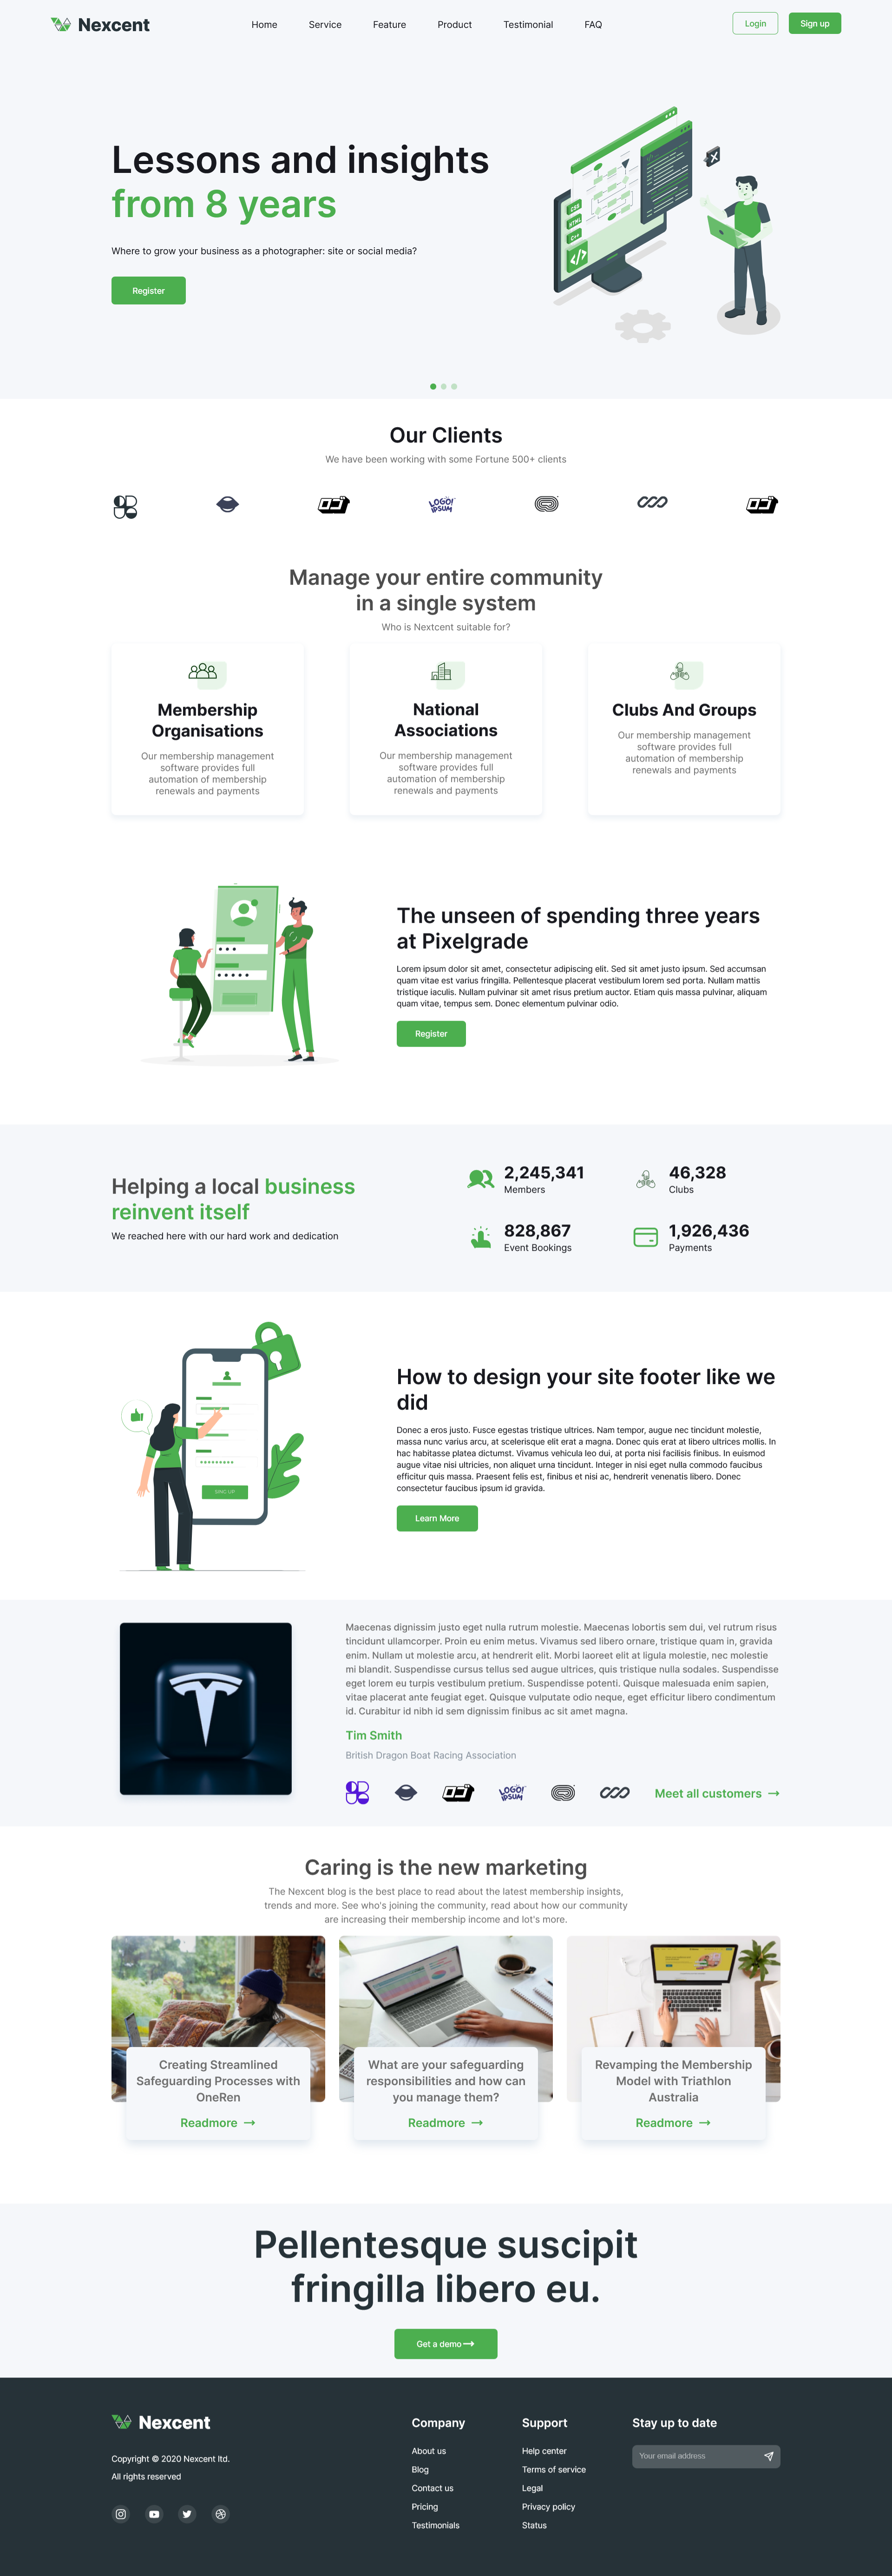 Nexcent
Home
Service
Feature
Product
Testimonial
FAQ
Login
Sign up
Lessons and insights
from 8 years
Where to grow your business as a photographer: site or social media?
Register
CSS
HTML
C++
</>
Our Clients
We have been working with some Fortune 500+ clients
LOGO!
IPSUM
Manage your entire community
in a single system
Who is Nextcent suitable for?
Membership
Organisations
Our membership management
software provides full
automation of membership
renewals and payments
National
Associations
Our membership management
software provides full
automation of membership
renewals and payments
Clubs And Groups
Our membership management
software provides full
automation of membership
renewals and payments
The unseen of spending three years
at Pixelgrade
Lorem ipsum dolor sit amet, consectetur adipiscing elit. Sed sit amet justo ipsum. Sed accumsan
quam vitae est varius fringilla. Pellentesque placerat vestibulum lorem sed porta. Nullam mattis
tristique iaculis. Nullam pulvinar sit amet risus pretium auctor. Etiam quis massa pulvinar, aliquam
quam vitae, tempus sem. Donec elementum pulvinar odio.
Register
Helping a local business
reinvent itself
We reached here with our hard work and dedication
2,245,341
Members
46,328
Clubs
828,867
Event Bookings
1,926,436
Payments
SING UP
How to design your site footer like we
did
Donec a eros justo. Fusce egestas tristique ultrices. Nam tempor, augue nec tincidunt molestie,
massa nunc varius arcu, at scelerisque elit erat a magna. Donec quis erat at libero ultrices mollis. In
hac habitasse platea dictumst. Vivamus vehicula leo dui, at porta nisi facilisis finibus. In euismod
augue vitae nisi ultricies, non aliquet urna tincidunt. Integer in nisi eget nulla commodo faucibus
efficitur quis massa. Praesent felis est, finibus et nisi ac, hendrerit venenatis libero. Donec
consectetur faucibus ipsum id gravida.
Learn More
Maecenas dignissim justo eget nulla rutrum molestie. Maecenas lobortis sem dui, vel rutrum risus
tincidunt ullamcorper. Proin eu enim metus. Vivamus sed libero ornare, tristique quam in, gravida
enim. Nullam ut molestie arcu, at hendrerit elit. Morbi laoreet elit at ligula molestie, nec molestie
mi blandit. Suspendisse cursus tellus sed augue ultrices, quis tristique nulla sodales. Suspendisse
eget lorem eu turpis vestibulum pretium. Suspendisse potenti. Quisque malesuada enim sapien,
vitae placerat ante feugiat eget. Quisque vulputate odio neque, eget efficitur libero condimentum
id. Curabitur id nibh id sem dignissim finibus ac sit amet magna.
Tim Smith
British Dragon Boat Racing Association
LOGO!
IPSUM
Meet all customers
Caring is the new marketing
The Nexcent blog is the best place to read about the latest membership insights,
trends and more. See who's joining the community, read about how our community
are increasing their membership income and lot's more.
Creating Streamlined
Safeguarding Processes with
OneRen
Readmore
What are your safeguarding
responsibilities and how can
you manage them?
Readmore
Revamping the Membership
Model with Triathlon
Australia
Readmore
Pellentesque suscipit
fringilla libero eu.
Get a demo
Nexcent
Copyright © 2020 Nexcent ltd.
All rights reserved
Company
About us
Blog
Contact us
Pricing
Testimonials
Support
Help center
Terms of service
Legal
Privacy policy
Status
Stay up to date
Your email address